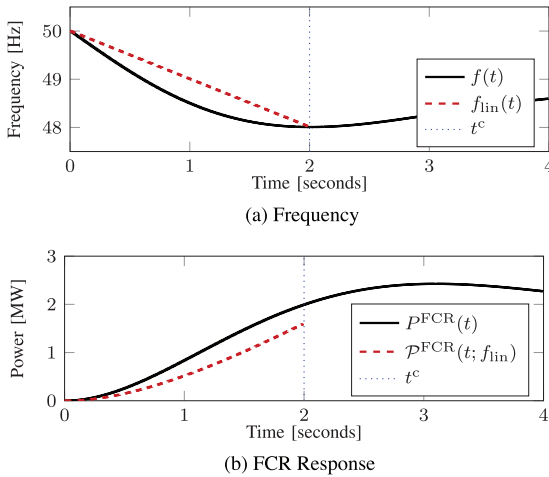 50
49
48
Frequency [Hz]
f(t)
f_lin(t)
t^c
0 1 2 3 4
Time [seconds]
(a) Frequency
3
2
1
0
Power [MW]
P^FCR(t)
𝒫^FCR(t; f_lin)
t^c
0 1 2 3 4
Time [seconds]
(b) FCR Response